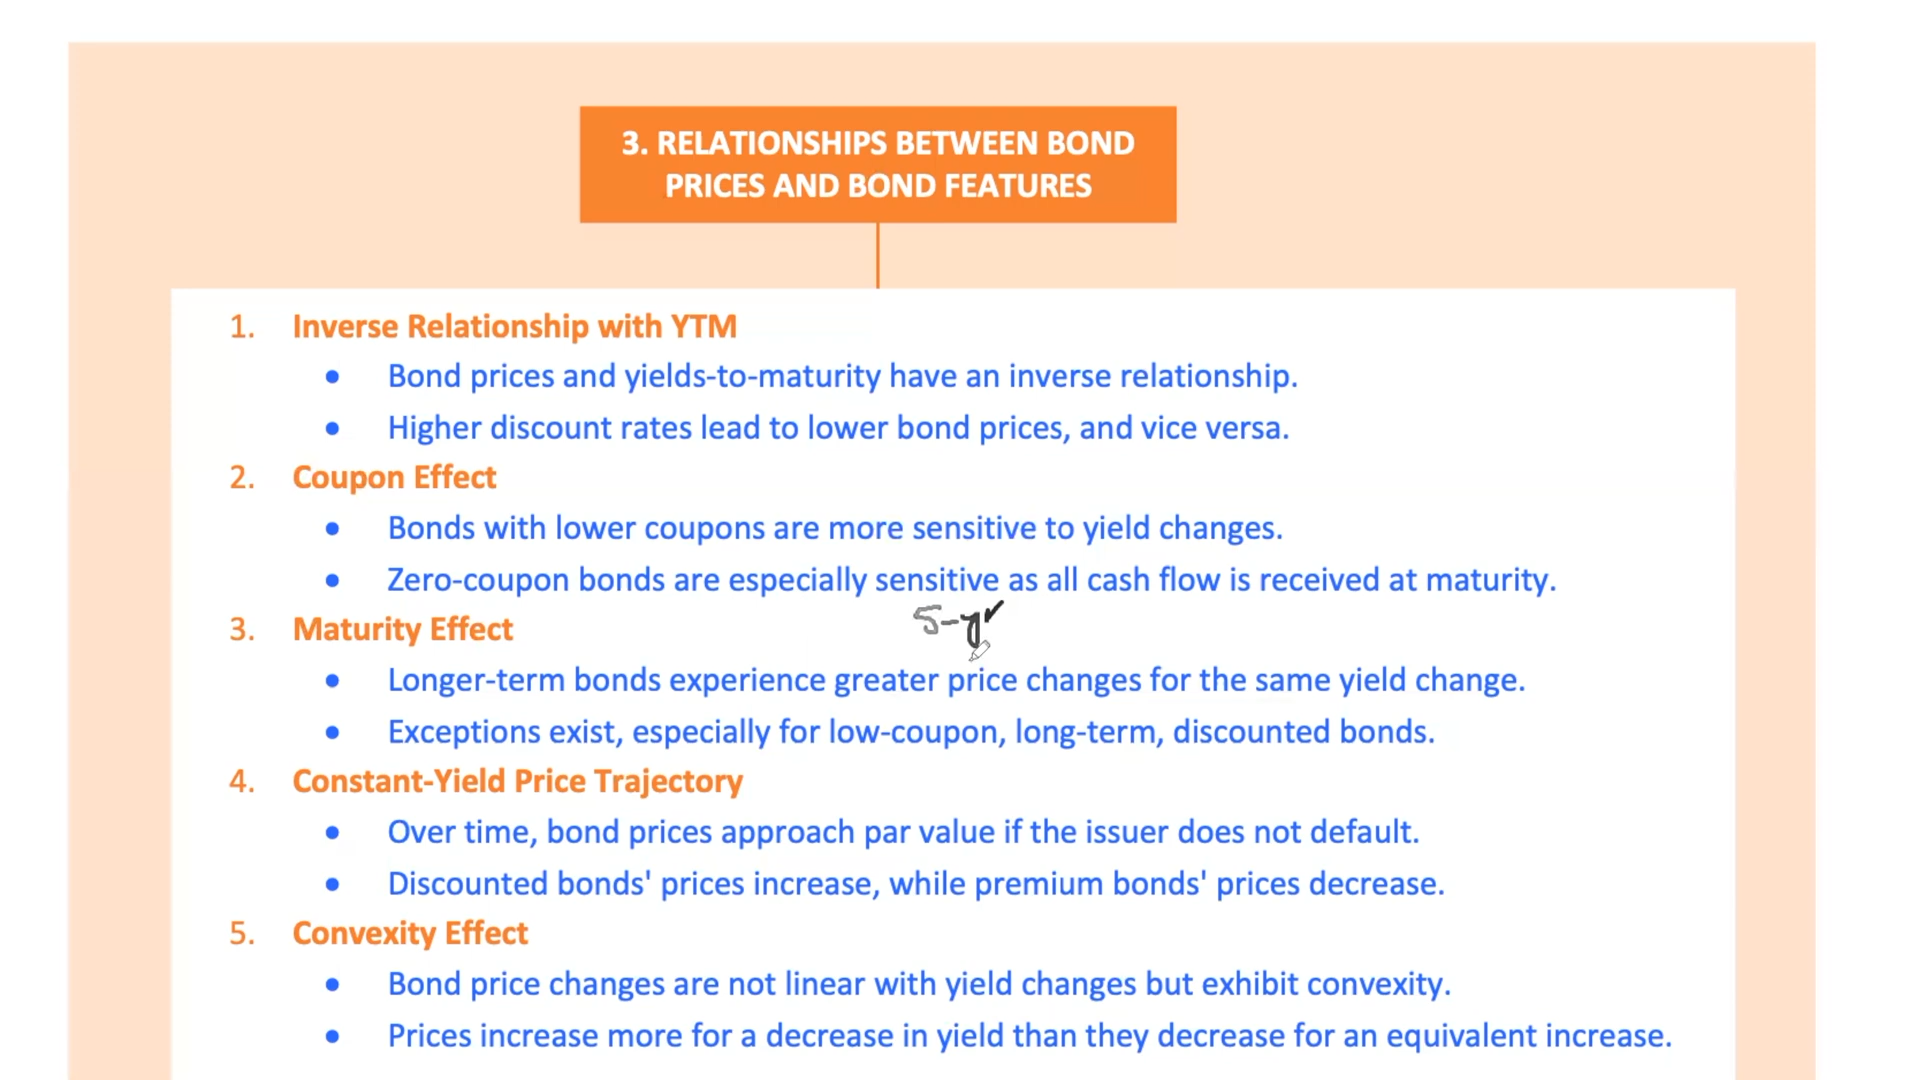 3. RELATIONSHIPS BETWEEN BOND
PRICES AND BOND FEATURES
1. Inverse Relationship with YTM
• Bond prices and yields-to-maturity have an inverse relationship.
• Higher discount rates lead to lower bond prices, and vice versa.
2. Coupon Effect
• Bonds with lower coupons are more sensitive to yield changes.
• Zero-coupon bonds are especially sensitive as all cash flow is received at maturity.
5-yr
3. Maturity Effect
• Longer-term bonds experience greater price changes for the same yield change.
• Exceptions exist, especially for low-coupon, long-term, discounted bonds.
4. Constant-Yield Price Trajectory
• Over time, bond prices approach par value if the issuer does not default.
• Discounted bonds' prices increase, while premium bonds' prices decrease.
5. Convexity Effect
• Bond price changes are not linear with yield changes but exhibit convexity.
• Prices increase more for a decrease in yield than they decrease for an equivalent increase.